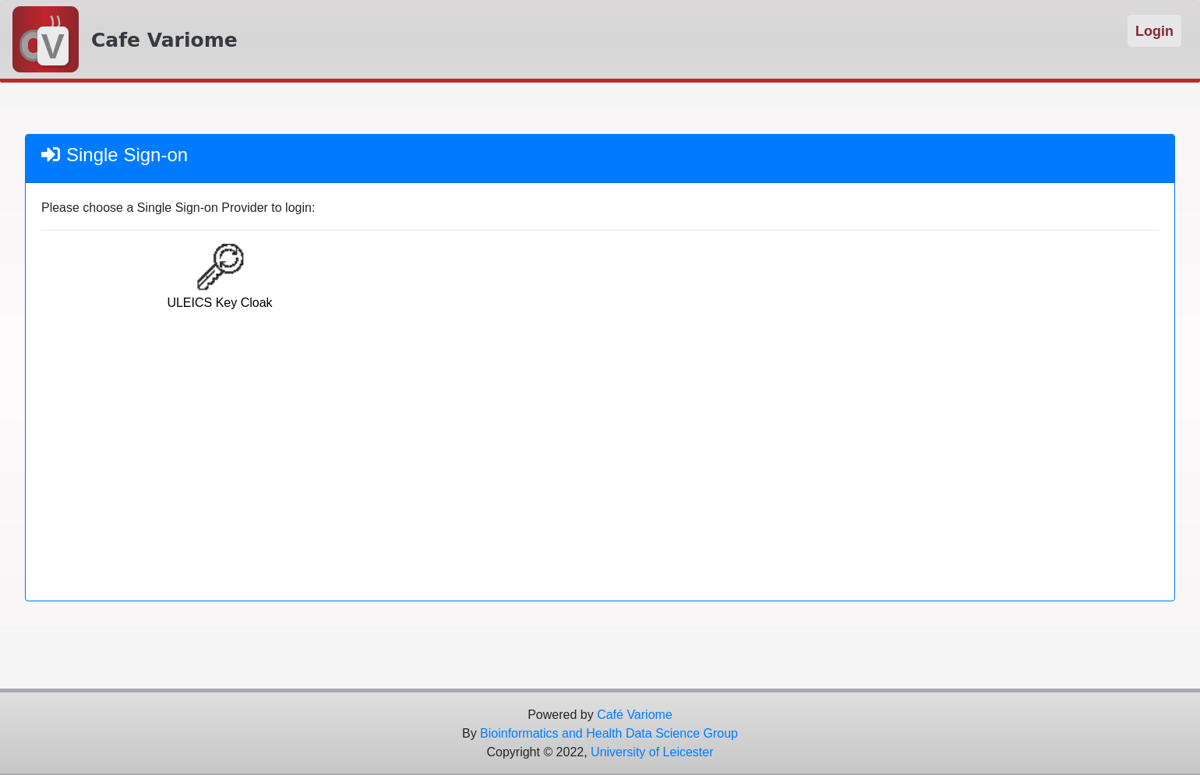 CV
Cafe Variome
Login
Single Sign-on
Please choose a Single Sign-on Provider to login:
ULEICS Key Cloak
Powered by Café Variome
By Bioinformatics and Health Data Science Group
Copyright © 2022, University of Leicester